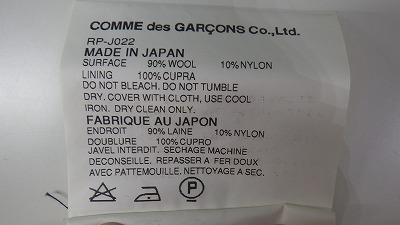 COMME des GARÇONS Co.,Ltd.
RP-J022
MADE IN JAPAN
SURFACE 90% WOOL 10% NYLON
LINING 100% CUPRA
DO NOT BLEACH. DO NOT TUMBLE
DRY. COVER WITH CLOTH, USE COOL
IRON. DRY CLEAN ONLY.
FABRIQUE AU JAPON
ENDROIT 90% LAINE 10% NYLON
DOUBLURE 100% CUPRO
JAVEL INTERDIT. SECHAGE MACHINE
DECONSEILLE. REPASSER A FER DOUX
AVEC PATTEMOUILLE. NETTOYAGE A SEC.
P